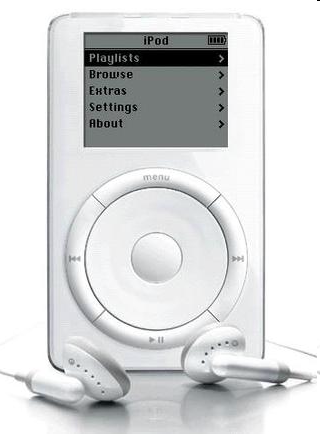 iPod
Playlists
Browse
Extras
Settings
About
menu